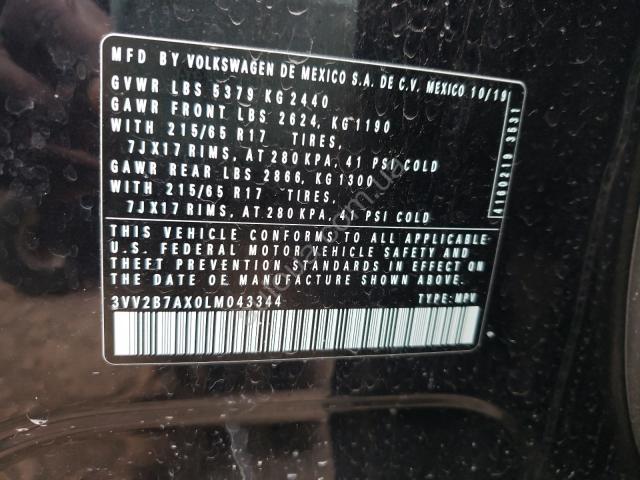 MFD BY VOLKSWAGEN DE MEXICO S.A. DE C.V. MEXICO 10/19
GVWR LBS 5379 KG 2440
GAWR FRONT LBS 2624, KG 1190
WITH 215/65 R17 TIRES,
7JX17 RIMS, AT 280 KPA, 41 PSI COLD
GAWR REAR LBS 2866, KG 1300
WITH 215/65 R17 TIRES,
7JX17 RIMS, AT 280 KPA, 41 PSI COLD
THIS VEHICLE CONFORMS TO ALL APPLICABLE
U.S. FEDERAL MOTOR VEHICLE SAFETY AND
THEFT PREVENTION STANDARDS IN EFFECT ON
THE DATE OF MANUFACTURE SHOWN ABOVE.
3VV2B7AX0LM043344 TYPE: MPV